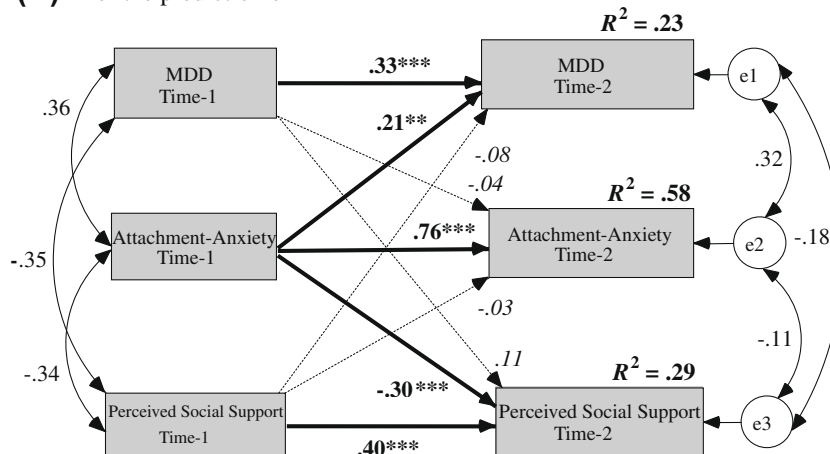 R² = .23
MDD
Time-1
.33***
MDD
Time-2
e1
.36
.21**
-.08
-.04
.32
R² = .58
Attachment-Anxiety
Time-1
.76***
Attachment-Anxiety
Time-2
e2
-.18
-.35
-.03
-.34
.11
-.11
R² = .29
-.30***
Perceived Social Support
Time-1
Perceived Social Support
Time-2
e3
.40***